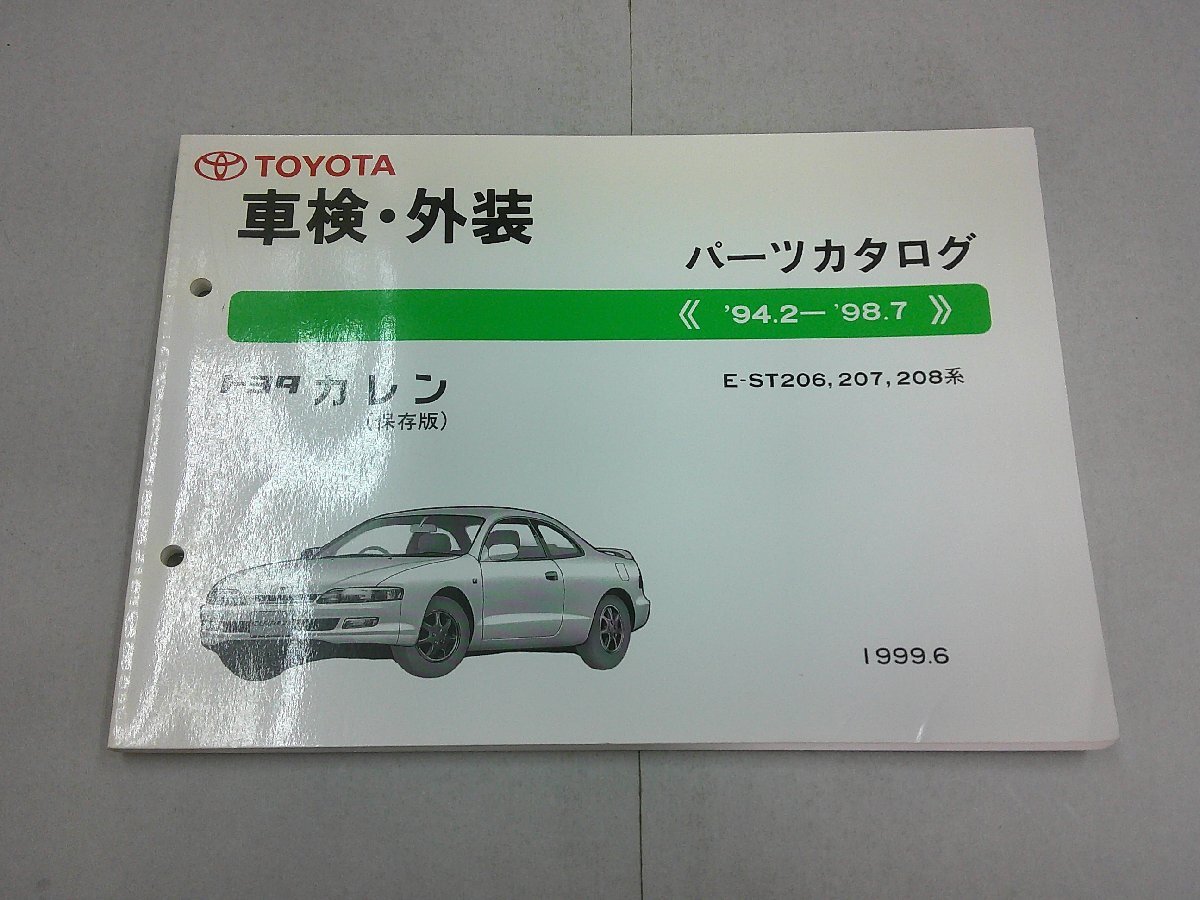 TOYOTA
車検・外装
パーツカタログ
《 '94.2—'98.7 》
トヨタ カレン
(保存版)
E-ST206, 207, 208系
1999.6